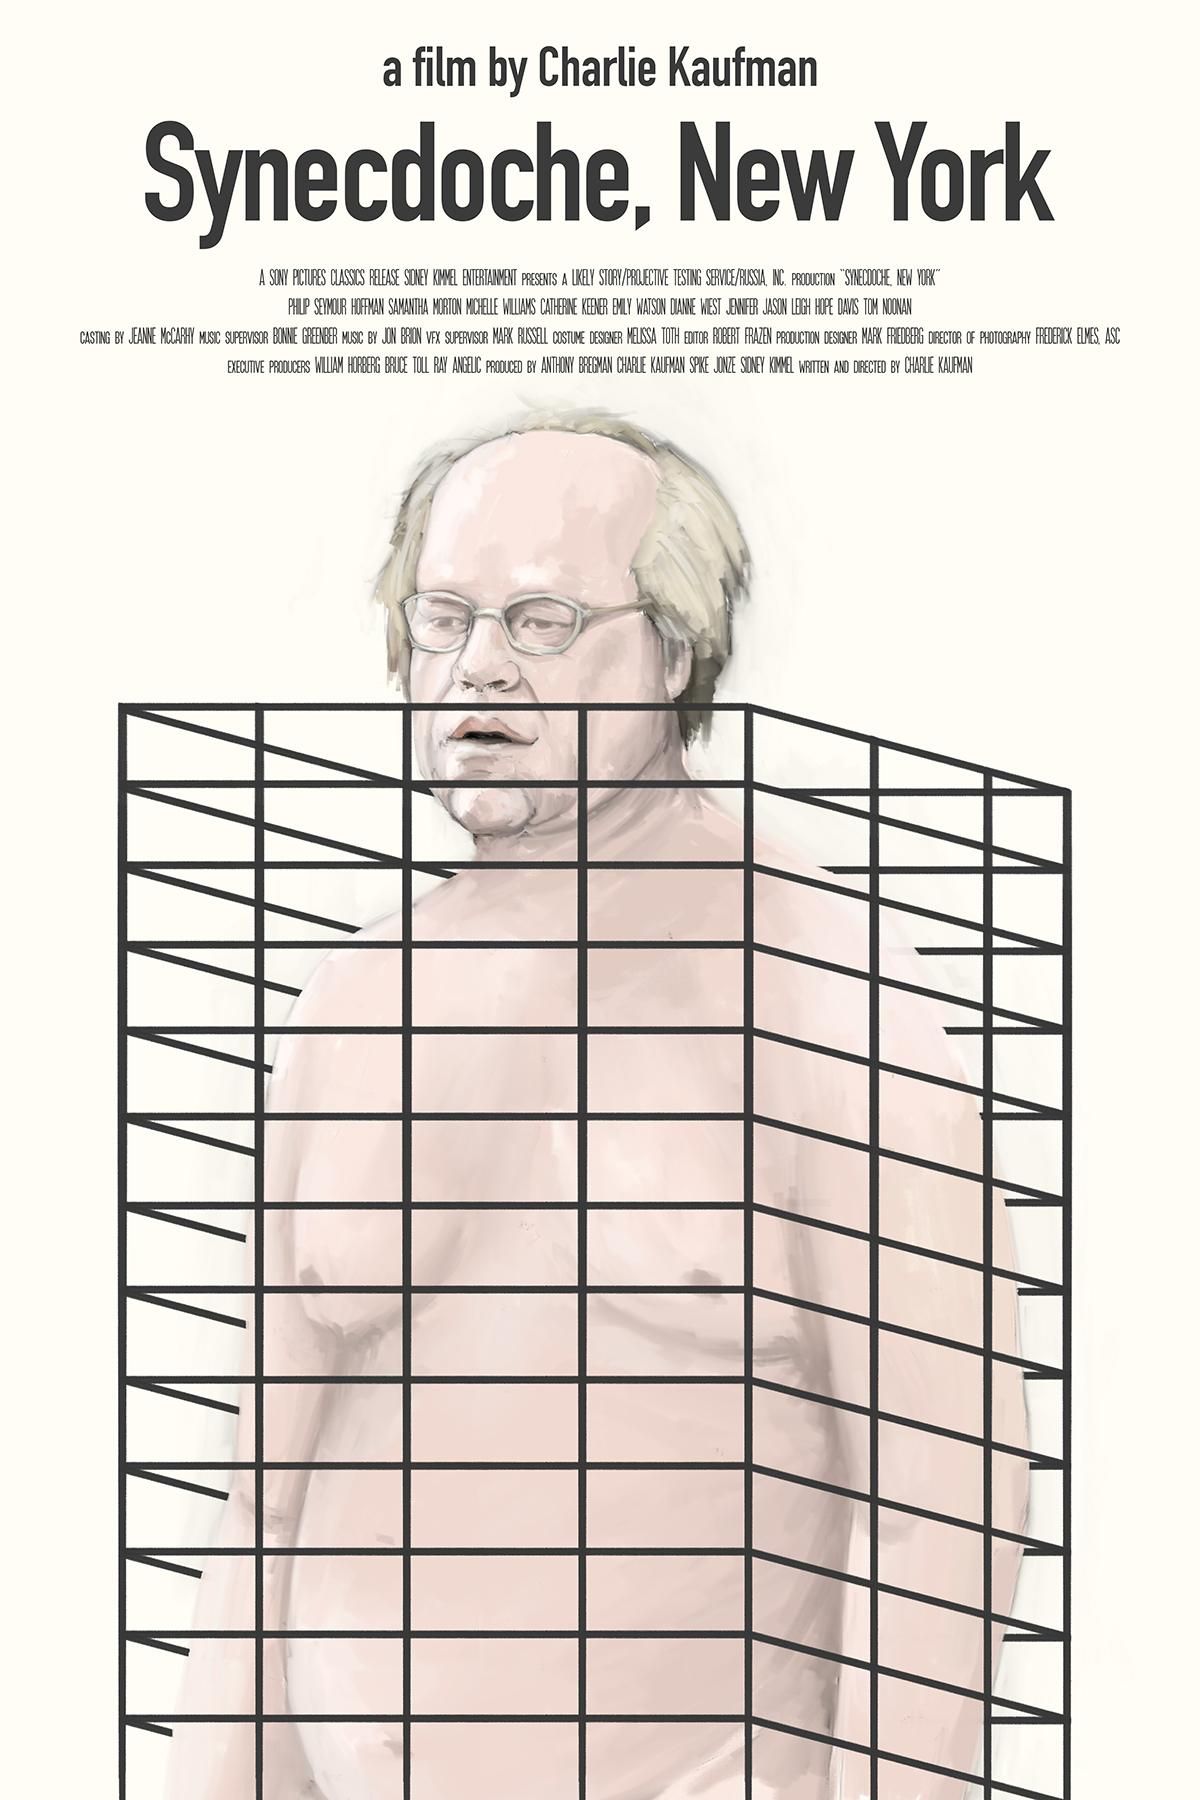 a film by Charlie Kaufman
Synecdoche, New York
A SONY PICTURES CLASSICS RELEASE SIDNEY KIMMEL ENTERTAINMENT PRESENTS A LIKELY STORY/PROJECTIVE TESTING SERVICE/RUSSIA, INC. PRODUCTION "SYNECDOCHE, NEW YORK"
PHILIP SEYMOUR HOFFMAN SAMANTHA MORTON MICHELLE WILLIAMS CATHERINE KEENER EMILY WATSON DIANNE WIEST JENNIFER JASON LEIGH HOPE DAVIS TOM NOONAN
CASTING BY JEANNE McCARHY MUSIC SUPERVISOR BONNIE GREENBER MUSIC BY JON BRION VFX SUPERVISOR MARK RUSSELL COSTUME DESIGNER MELISSA TOTH EDITOR ROBERT FRAZEN PRODUCTION DESIGNER MARK FRIEDBERG DIRECTOR OF PHOTOGRAPHY FREDERICK ELMES, ASC
EXECUTIVE PRODUCERS WILLIAM HORBERG BRUCE TOLL RAY ANGELIC PRODUCED BY ANTHONY BREGMAN CHARLIE KAUFMAN SPIKE JONZE SIDNEY KIMMEL WRITTEN AND DIRECTED BY CHARLIE KAUFMAN